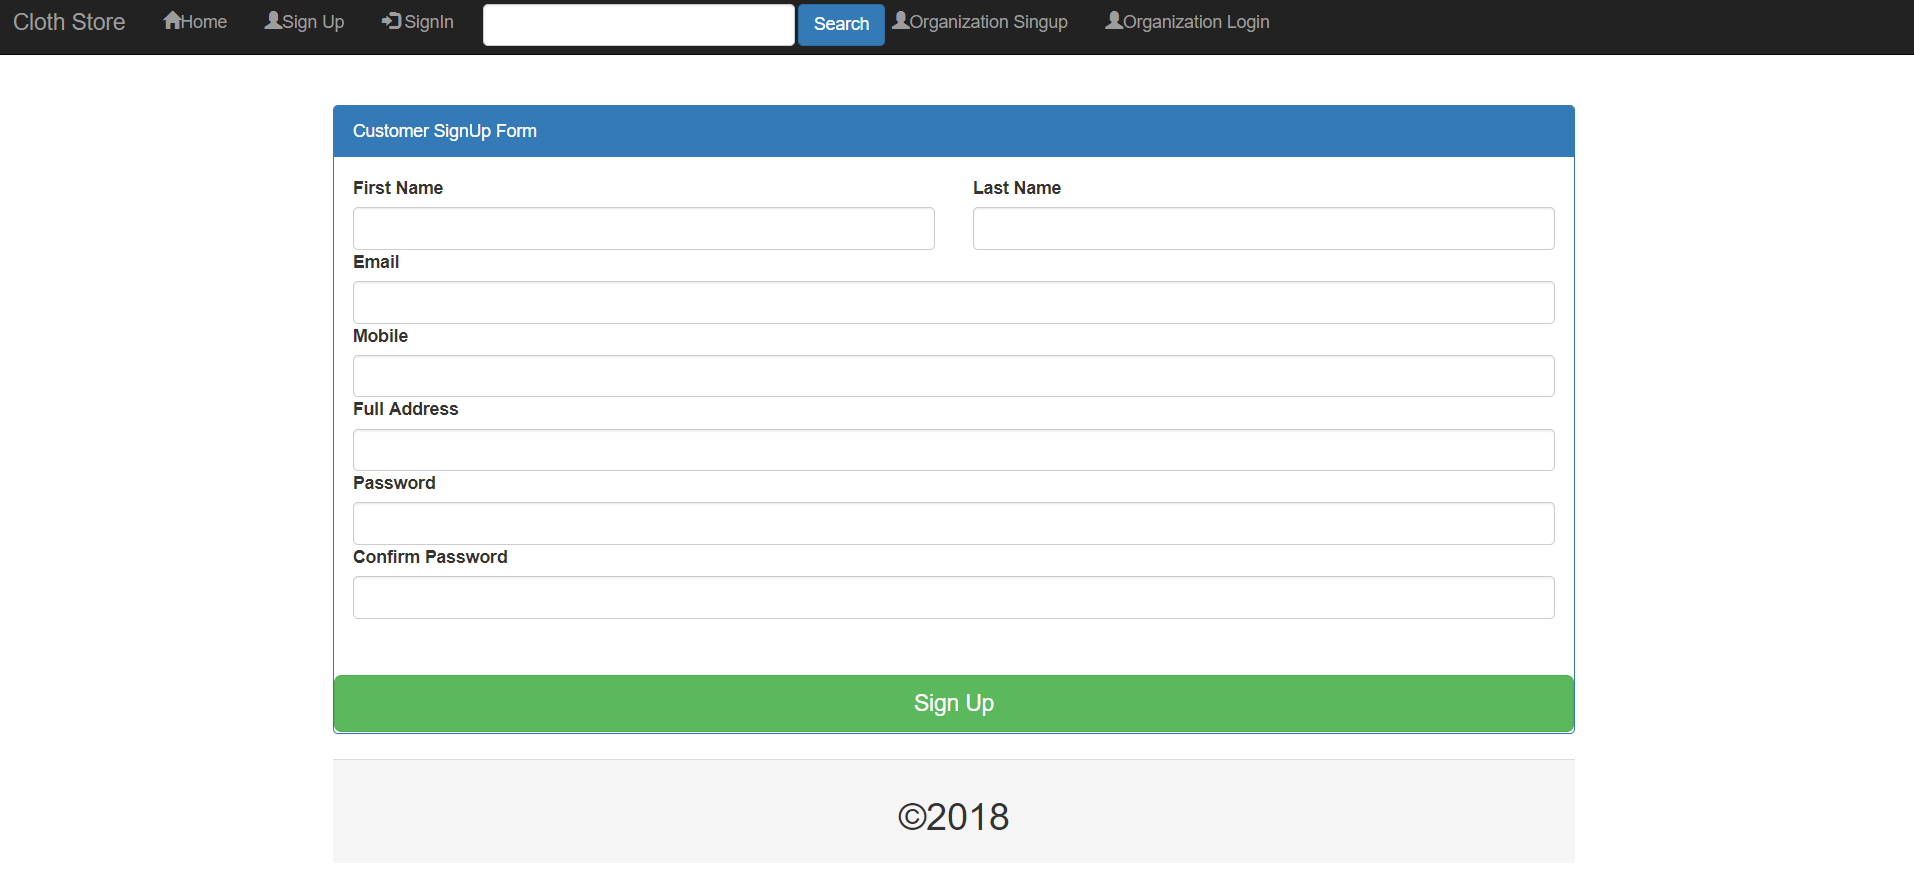 Cloth Store Home Sign Up SignIn Search Organization Singup Organization Login
Customer SignUp Form
First Name Last Name
Email
Mobile
Full Address
Password
Confirm Password
Sign Up
©2018